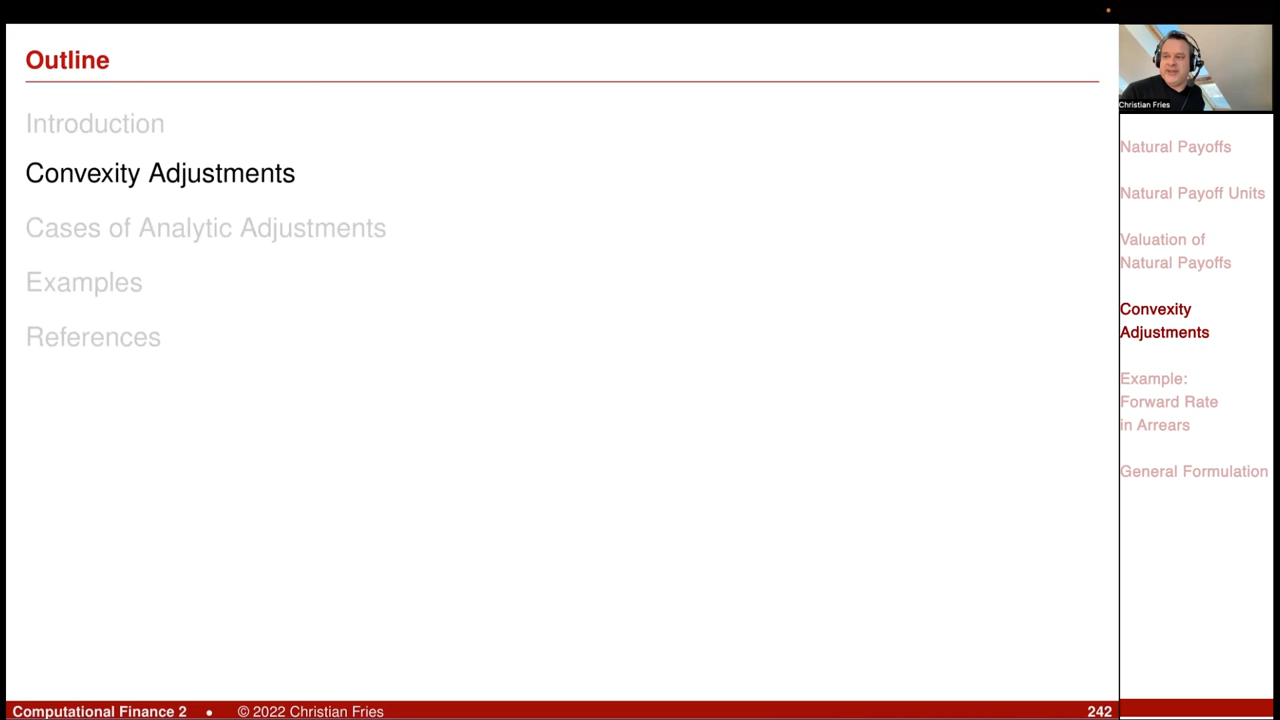 Outline
Introduction
Convexity Adjustments
Cases of Analytic Adjustments
Examples
References
Christian Fries
Natural Payoffs
Natural Payoff Units
Valuation of
Natural Payoffs
Convexity
Adjustments
Example:
Forward Rate
in Arrears
General Formulation
Computational Finance 2 • © 2022 Christian Fries 242